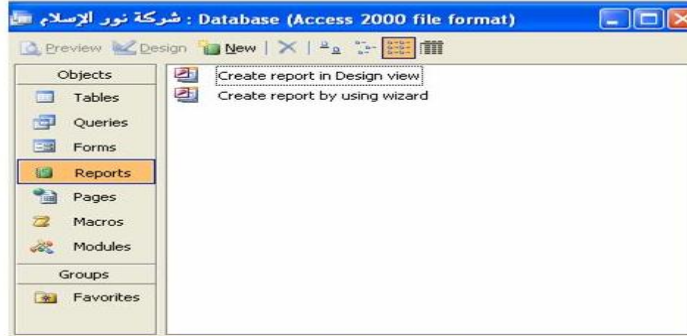 شركة نور الإسلام : Database (Access 2000 file format)
Preview Design New
Objects
Tables
Queries
Forms
Reports
Pages
Macros
Modules
Groups
Favorites
Create report in Design view
Create report by using wizard